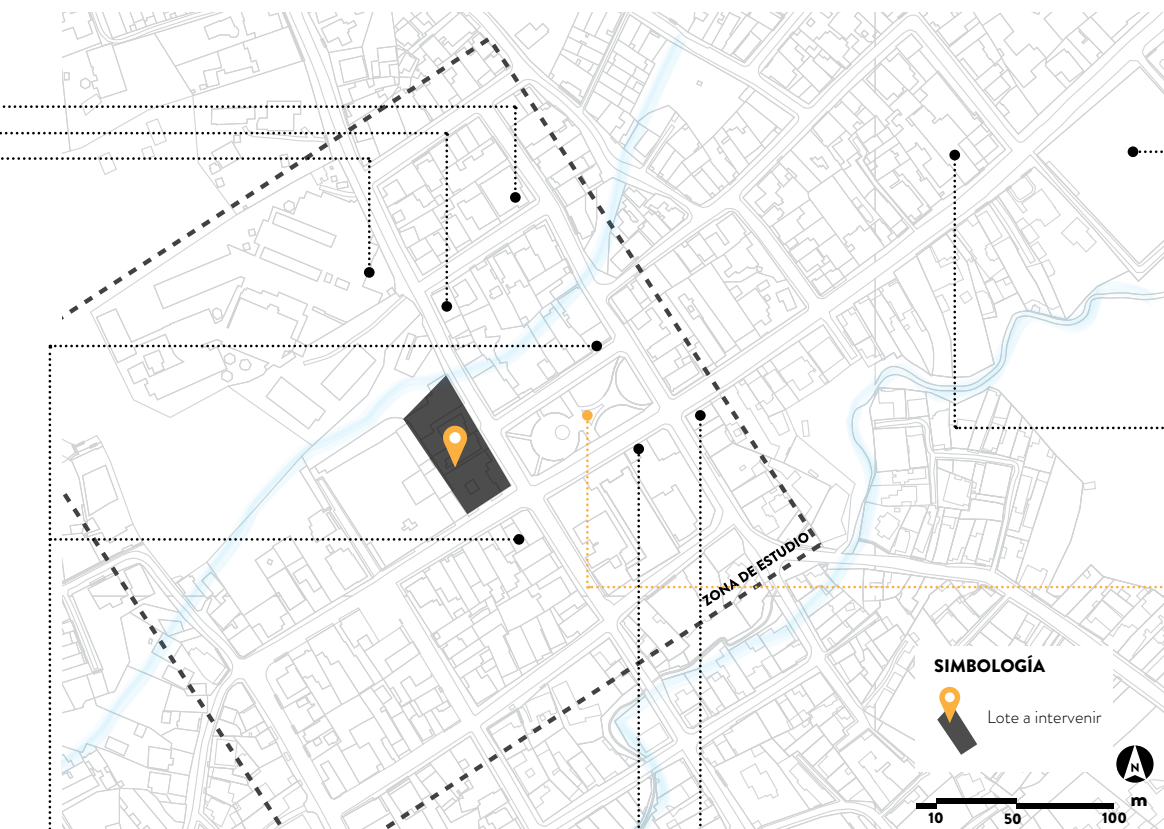 ZONA DE ESTUDIO
SIMBOLOGÍA
Lote a intervenir
N
m
10 50 100